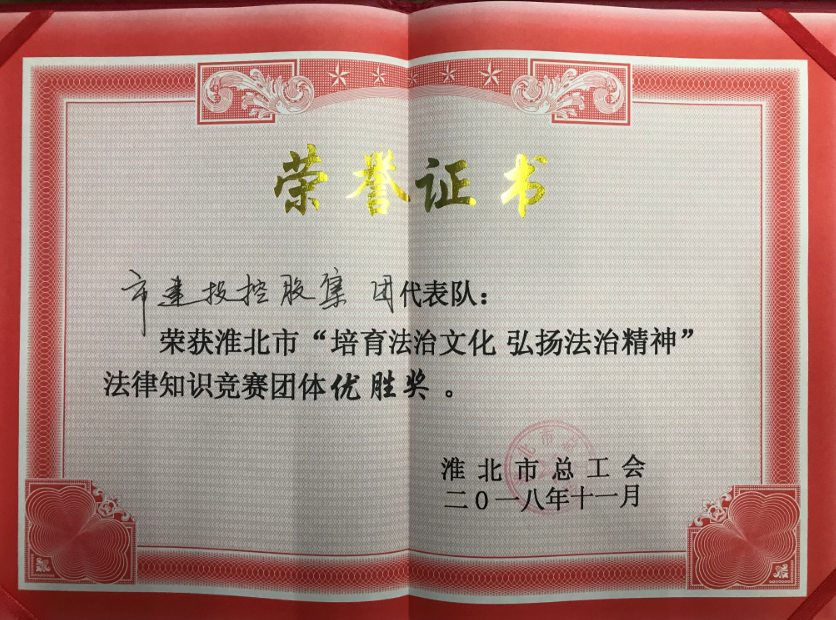 荣誉证书
市建投控股集团代表队：
荣获淮北市“培育法治文化 弘扬法治精神”
法律知识竞赛团体优胜奖。
淮北市总工会
二0一八年十一月